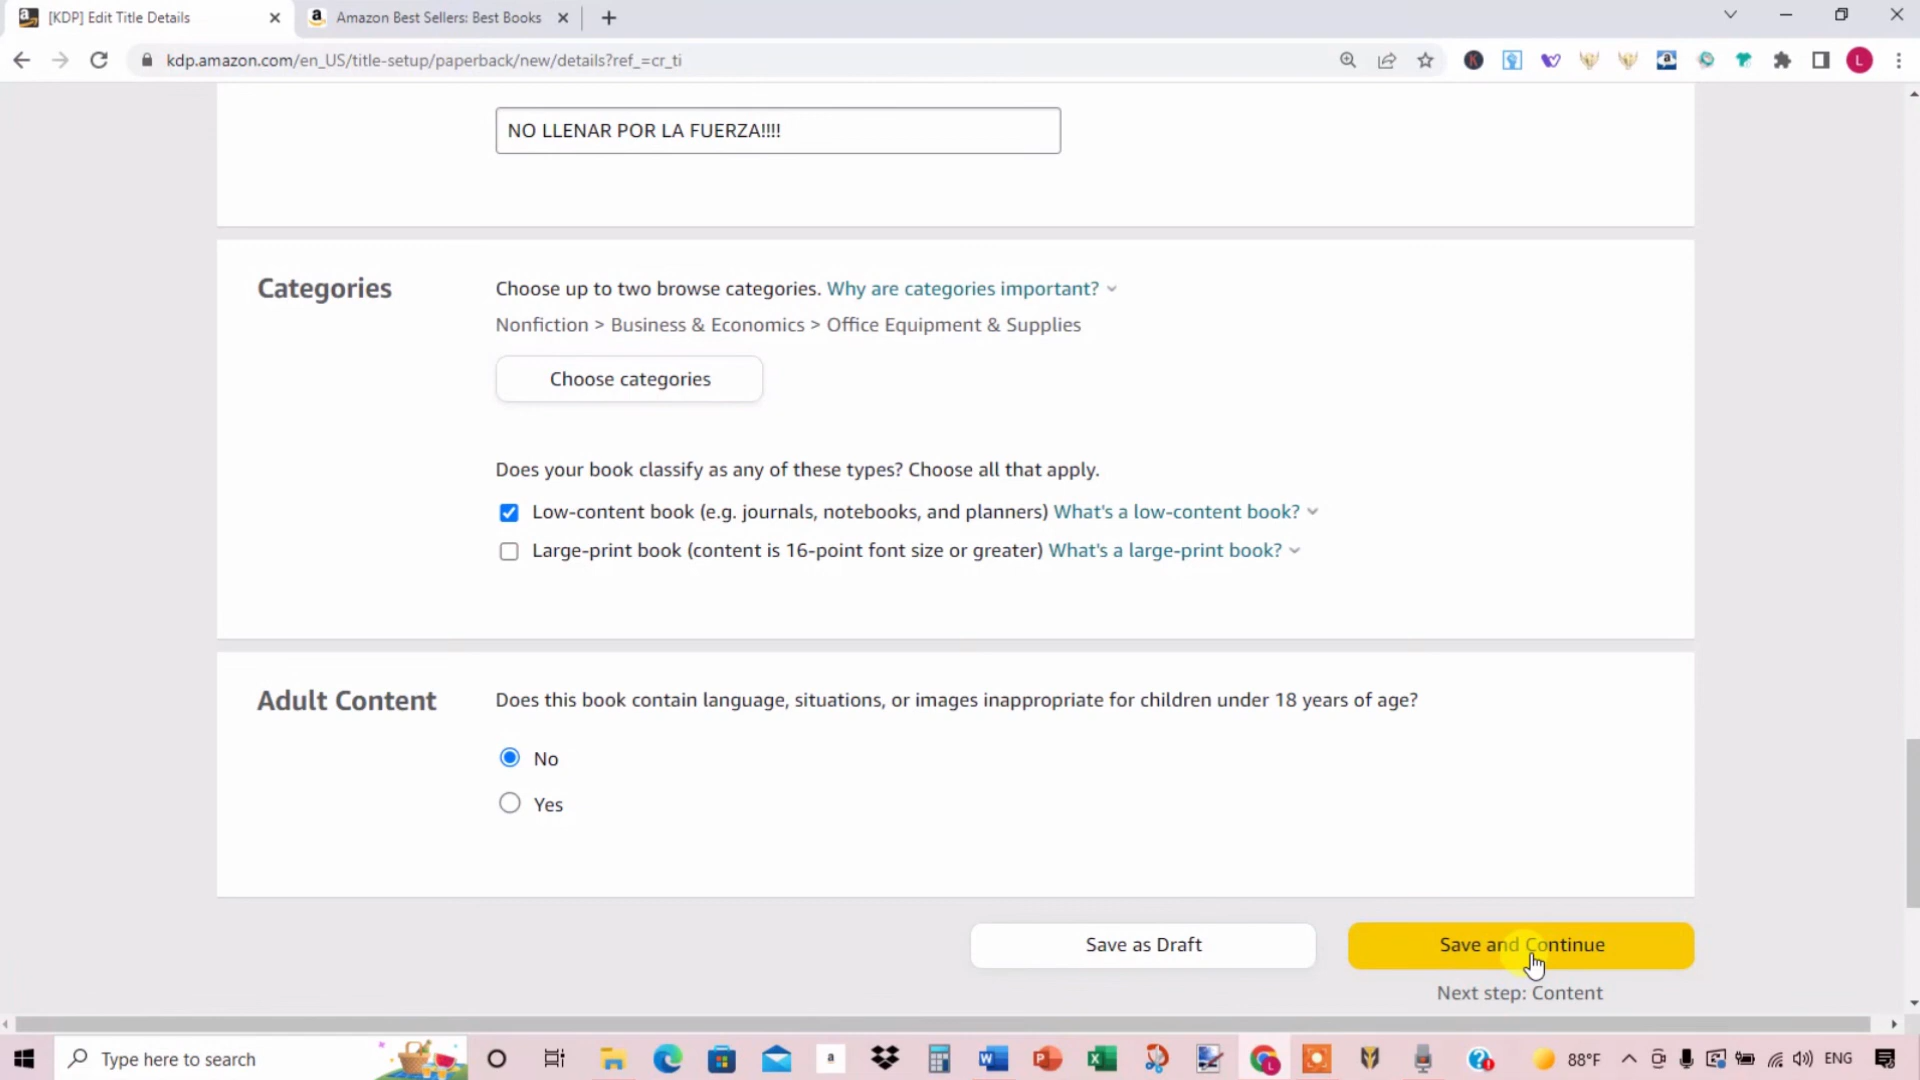 [KDP] Edit Title Details
Amazon Best Sellers: Best Books
kdp.amazon.com/en_US/title-setup/paperback/new/details?ref_=cr_ti
L
NO LLENAR POR LA FUERZA!!!!
Categories
Choose up to two browse categories. Why are categories important?
Nonfiction > Business & Economics > Office Equipment & Supplies
Choose categories
Does your book classify as any of these types? Choose all that apply.
Low-content book (e.g. journals, notebooks, and planners) What's a low-content book?
Large-print book (content is 16-point font size or greater) What's a large-print book?
Adult Content
Does this book contain language, situations, or images inappropriate for children under 18 years of age?
No
Yes
Save as Draft
Save and Continue
Next step: Content
Type here to search
88°F
ENG